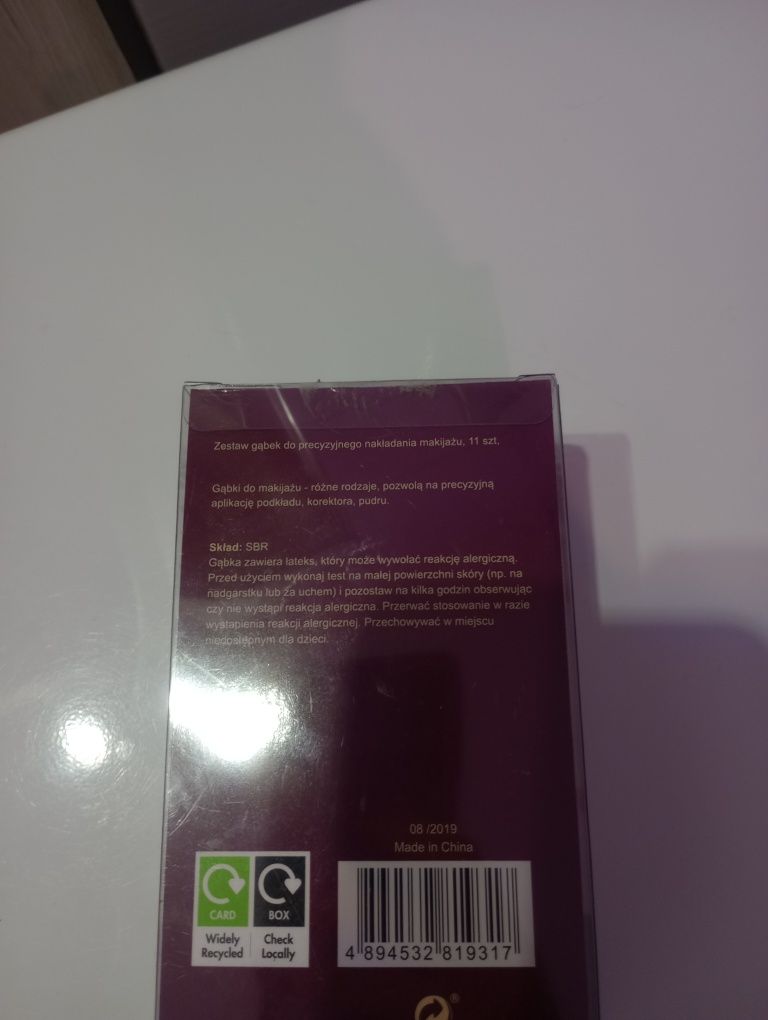 Zestaw gąbek do precyzyjnego nakładania makijażu, 11 szt,
Gąbki do makijażu - różne rodzaje, pozwolą na precyzyjną
aplikację podkładu, korektora, pudru.
Skład: SBR
Gąbka zawiera lateks, który może wywołać reakcję alergiczną.
Przed użyciem wykonaj test na małej powierzchni skóry (np. na
nadgarstku lub za uchem) i pozostaw na kilka godzin obserwując
czy nie wystąpi reakcja alergiczna. Przerwać stosowanie w razie
wystąpienia reakcji alergicznej. Przechowywać w miejscu
niedostępnym dla dzieci.
08 /2019
Made in China
CARD BOX
Widely Check
Recycled Locally
4 894532 819317
®